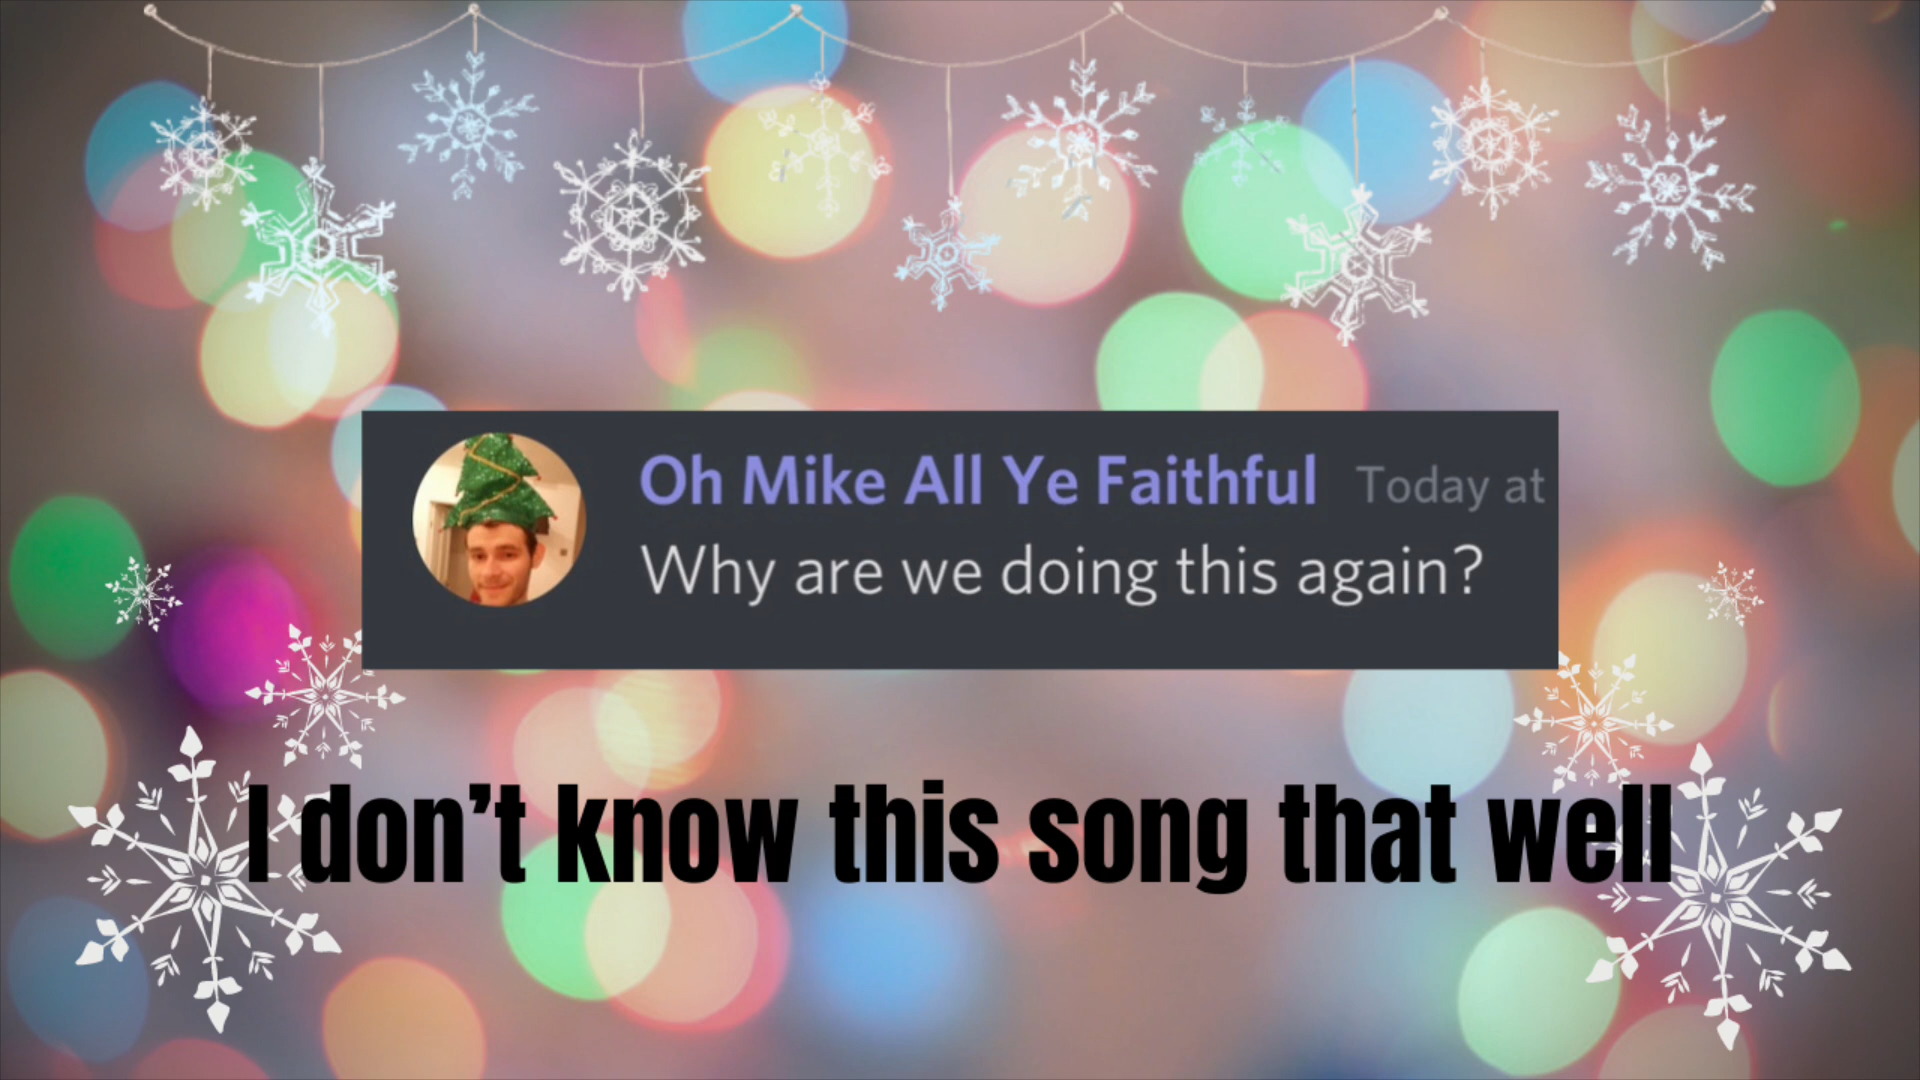 Oh Mike All Ye Faithful Today at
Why are we doing this again?
I don't know this song that well